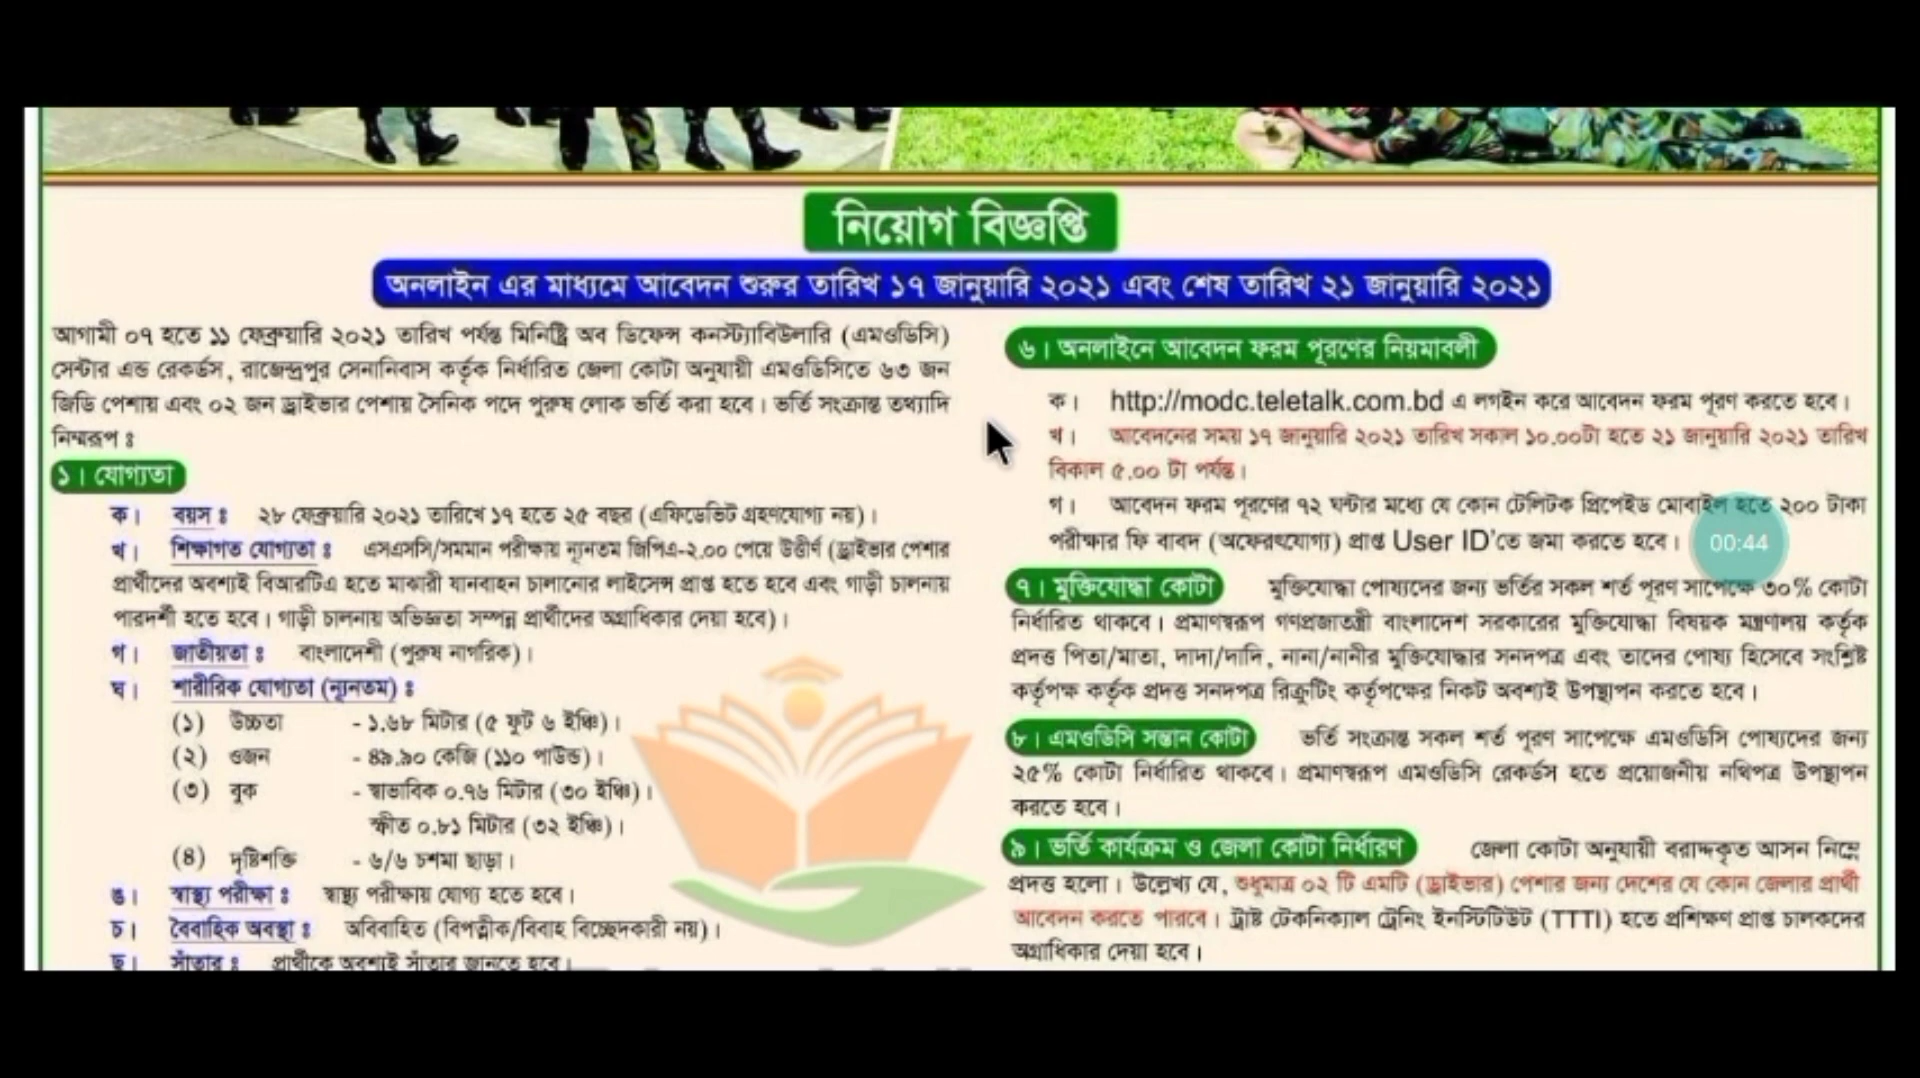 নিয়োগ বিজ্ঞপ্তি
অনলাইন এর মাধ্যমে আবেদন শুরুর তারিখ ১৭ জানুয়ারি ২০২১ এবং শেষ তারিখ ২১ জানুয়ারি ২০২১
আগামী ০৭ হতে ১১ ফেব্রুয়ারি ২০২১ তারিখ পর্যন্ত মিনিষ্ট্রি অব ডিফেন্স কনস্ট্যাবিউলারি (এমওডিসি)
সেন্টার এন্ড রেকর্ডস, রাজেন্দ্রপুর সেনানিবাস কর্তৃক নির্ধারিত জেলা কোটা অনুযায়ী এমওডিসিতে ৬৩ জন
জিডি পেশায় এবং ০২ জন ড্রাইভার পেশায় সৈনিক পদে পুরুষ লোক ভর্তি করা হবে। ভর্তি সংক্রান্ত তথ্যাদি
নিম্মরূপ ঃ
১। যোগ্যতা
ক। বয়স ঃ ২৮ ফেব্রুয়ারি ২০২১ তারিখে ১৭ হতে ২৫ বছর (এফিডেভিট গ্রহণযোগ্য নয়)।
খ। শিক্ষাগত যোগ্যতা ঃ এসএসসি/সমমান পরীক্ষায় ন্যূনতম জিপিএ-২.০০ পেয়ে উত্তীর্ণ (ড্রাইভার পেশার
প্রার্থীদের অবশ্যই বিআরটিএ হতে মাঝারী যানবাহন চালানোর লাইসেন্স প্রাপ্ত হতে হবে এবং গাড়ী চালনায়
পারদর্শী হতে হবে। গাড়ী চালনায় অভিজ্ঞতা সম্পন্ন প্রার্থীদের অগ্রাধিকার দেয়া হবে)।
গ। জাতীয়তা ঃ বাংলাদেশী (পুরুষ নাগরিক)।
ঘ। শারীরিক যোগ্যতা (ন্যূনতম) ঃ
(১) উচ্চতা - ১.৬৮ মিটার (৫ ফুট ৬ ইঞ্চি)।
(২) ওজন - ৪৯.৯০ কেজি (১১০ পাউন্ড)।
(৩) বুক - স্বাভাবিক ০.৭৬ মিটার (৩০ ইঞ্চি)।
স্ফীত ০.৮১ মিটার (৩২ ইঞ্চি)।
(৪) দৃষ্টিশক্তি - ৬/৬ চশমা ছাড়া।
ঙ। স্বাস্থ্য পরীক্ষা ঃ স্বাস্থ্য পরীক্ষায় যোগ্য হতে হবে।
চ। বৈবাহিক অবস্থা ঃ অবিবাহিত (বিপত্নীক/বিবাহ বিচ্ছেদকারী নয়)।
ছ। সাঁতার ঃ প্রার্থীকে অবশ্যই সাঁতার জানতে হবে।
৬। অনলাইনে আবেদন ফরম পূরণের নিয়মাবলী
ক। http://modc.teletalk.com.bd এ লগইন করে আবেদন ফরম পূরণ করতে হবে।
খ। আবেদনের সময় ১৭ জানুয়ারি ২০২১ তারিখ সকাল ১০.০০টা হতে ২১ জানুয়ারি ২০২১ তারিখ
বিকাল ৫.০০ টা পর্যন্ত।
গ। আবেদন ফরম পূরণের ৭২ ঘন্টার মধ্যে যে কোন টেলিটক প্রিপেইড মোবাইল হতে ২০০ টাকা
পরীক্ষার ফি বাবদ (অফেরৎযোগ্য) প্রাপ্ত User ID'তে জমা করতে হবে।
00:44
৭। মুক্তিযোদ্ধা কোটা মুক্তিযোদ্ধা পোষ্যদের জন্য ভর্তির সকল শর্ত পূরণ সাপেক্ষে ৩০% কোটা
নির্ধারিত থাকবে। প্রমাণস্বরূপ গণপ্রজাতন্ত্রী বাংলাদেশ সরকারের মুক্তিযোদ্ধা বিষয়ক মন্ত্রণালয় কর্তৃক
প্রদত্ত পিতা/মাতা, দাদা/দাদি, নানা/নানীর মুক্তিযোদ্ধার সনদপত্র এবং তাদের পোষ্য হিসেবে সংশ্লিষ্ট
কর্তৃপক্ষ কর্তৃক প্রদত্ত সনদপত্র রিক্রুটিং কর্তৃপক্ষের নিকট অবশ্যই উপস্থাপন করতে হবে।
৮। এমওডিসি সন্তান কোটা ভর্তি সংক্রান্ত সকল শর্ত পূরণ সাপেক্ষে এমওডিসি পোষ্যদের জন্য
২৫% কোটা নির্ধারিত থাকবে। প্রমাণস্বরূপ এমওডিসি রেকর্ডস হতে প্রয়োজনীয় নথিপত্র উপস্থাপন
করতে হবে।
৯। ভর্তি কার্যক্রম ও জেলা কোটা নির্ধারণ জেলা কোটা অনুযায়ী বরাদ্দকৃত আসন নিম্নে
প্রদত্ত হলো। উল্লেখ্য যে, শুধুমাত্র ০২ টি এমটি (ড্রাইভার) পেশার জন্য দেশের যে কোন জেলার প্রার্থী
আবেদন করতে পারবে। ট্রাষ্ট টেকনিক্যাল ট্রেনিং ইনস্টিটিউট (TTTI) হতে প্রশিক্ষণ প্রাপ্ত চালকদের
অগ্রাধিকার দেয়া হবে।